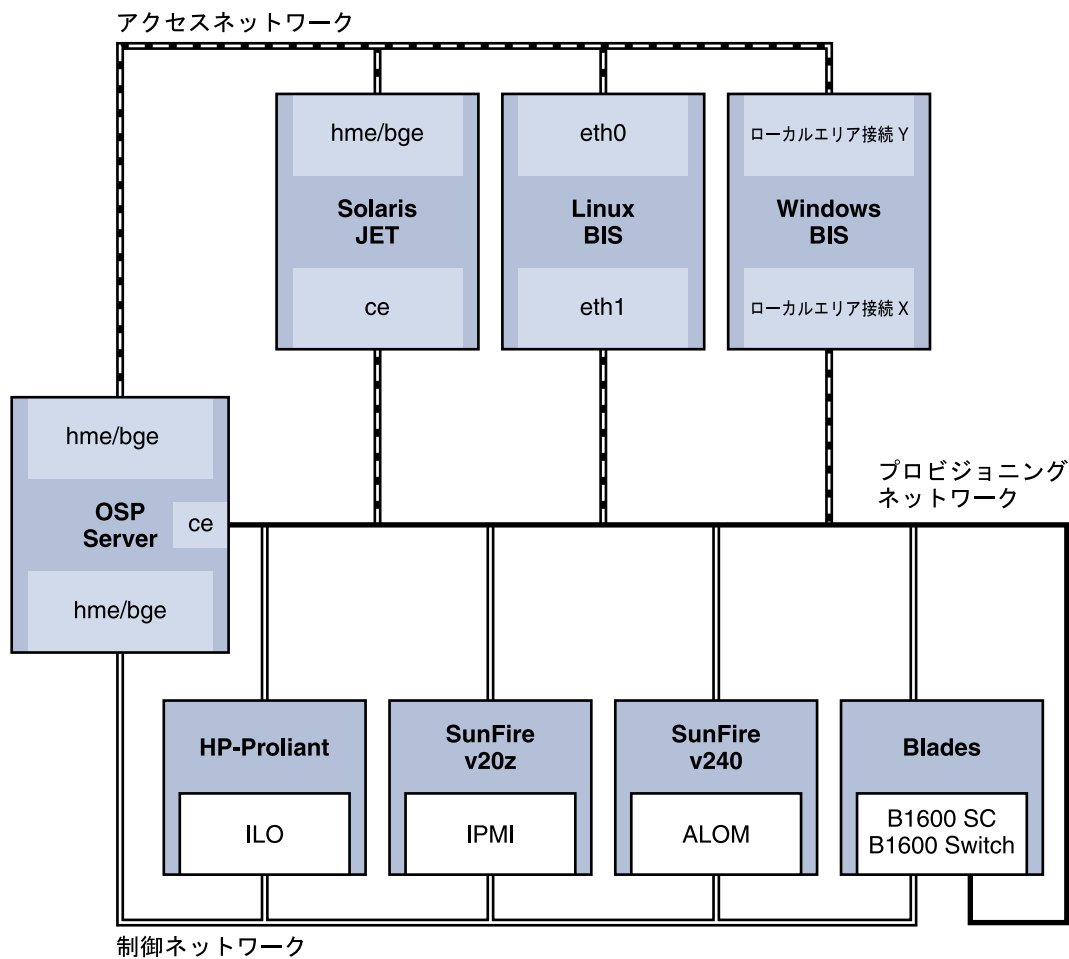 アクセスネットワーク
hme/bge
Solaris
JET
ce
eth0
Linux
BIS
eth1
ローカルエリア接続 Y
Windows
BIS
ローカルエリア接続 X
hme/bge
OSP
Server
ce
hme/bge
プロビジョニング
ネットワーク
HP-Proliant
ILO
SunFire
v20z
IPMI
SunFire
v240
ALOM
Blades
B1600 SC
B1600 Switch
制御ネットワーク